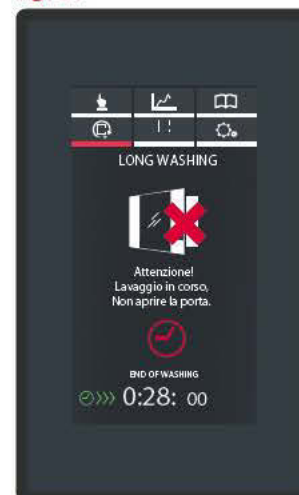 LONG WASHING
Attenzione!
Lavaggio in corso,
Non aprire la porta.
END OF WASHING
0:28: 00